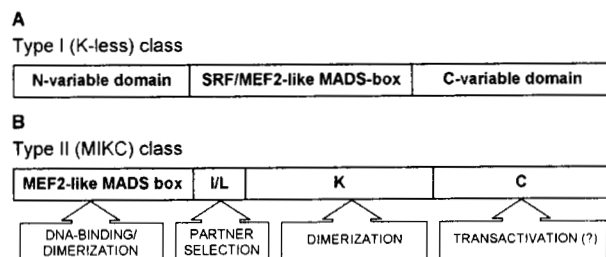 A
Type I (K-less) class
N-variable domain SRF/MEF2-like MADS-box C-variable domain
B
Type II (MIKC) class
MEF2-like MADS box I/L K C
DNA-BINDING/ PARTNER DIMERIZATION TRANSACTIVATION (?)
DIMERIZATION SELECTION